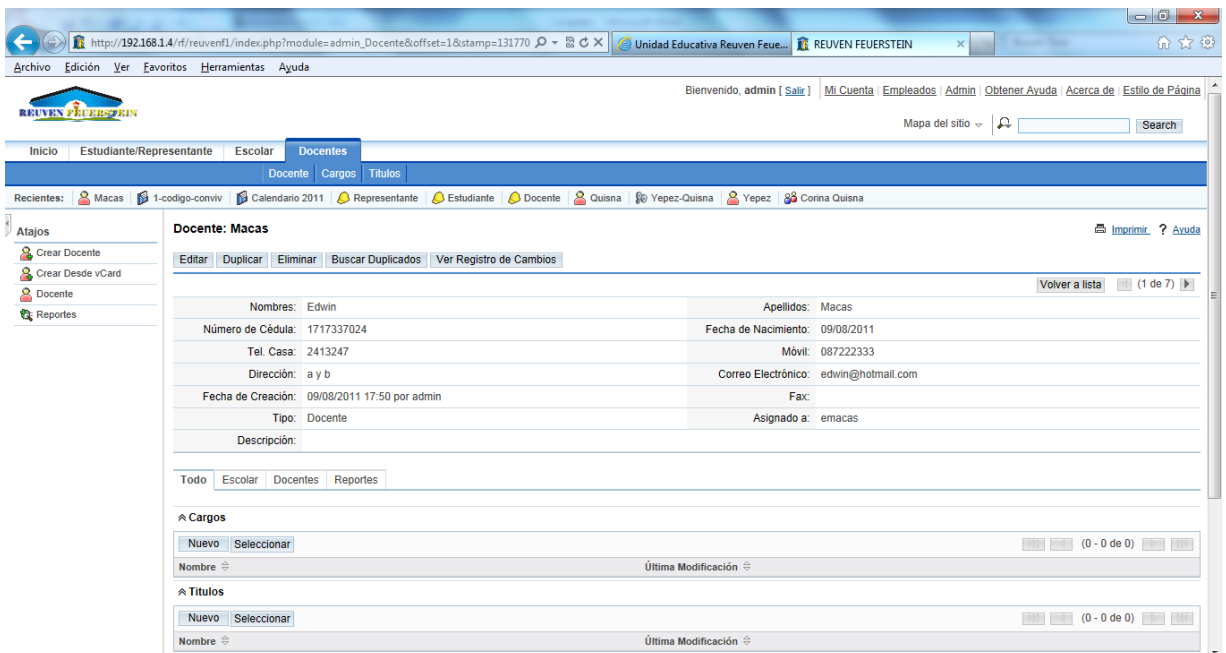 http://192.168.1.4/rf/reuvenf1/index.php?module=admin_Docente&offset=1&stamp=131770
Unidad Educativa Reuven Feue...
REUVEN FEUERSTEIN
Archivo Edición Ver Favoritos Herramientas Ayuda
Bienvenido, admin [ Salir ] Mi Cuenta | Empleados | Admin | Obtener Ayuda | Acerca de | Estilo de Página
REUVEN FEUERSTEIN
Mapa del sitio Search
Inicio Estudiante/Representante Escolar Docentes
Docente Cargos Titulos
Recientes: Macas 1-codigo-conviv Calendario 2011 Representante Estudiante Docente Quisna Yepez-Quisna Yepez Corina Quisna
Atajos
Crear Docente
Crear Desde vCard
Docente
Reportes
Docente: Macas
Imprimir ? Ayuda
Editar Duplicar Eliminar Buscar Duplicados Ver Registro de Cambios
Volver a lista (1 de 7)
Nombres: Edwin Apellidos: Macas
Número de Cédula: 1717337024 Fecha de Nacimiento: 09/08/2011
Tel. Casa: 2413247 Móvil: 087222333
Dirección: a y b Correo Electrónico: edwin@hotmail.com
Fecha de Creación: 09/08/2011 17:50 por admin Fax:
Tipo: Docente Asignado a: emacas
Descripción:
Todo Escolar Docentes Reportes
Cargos
Nuevo Seleccionar (0 - 0 de 0)
Nombre Última Modificación
Titulos
Nuevo Seleccionar (0 - 0 de 0)
Nombre Última Modificación